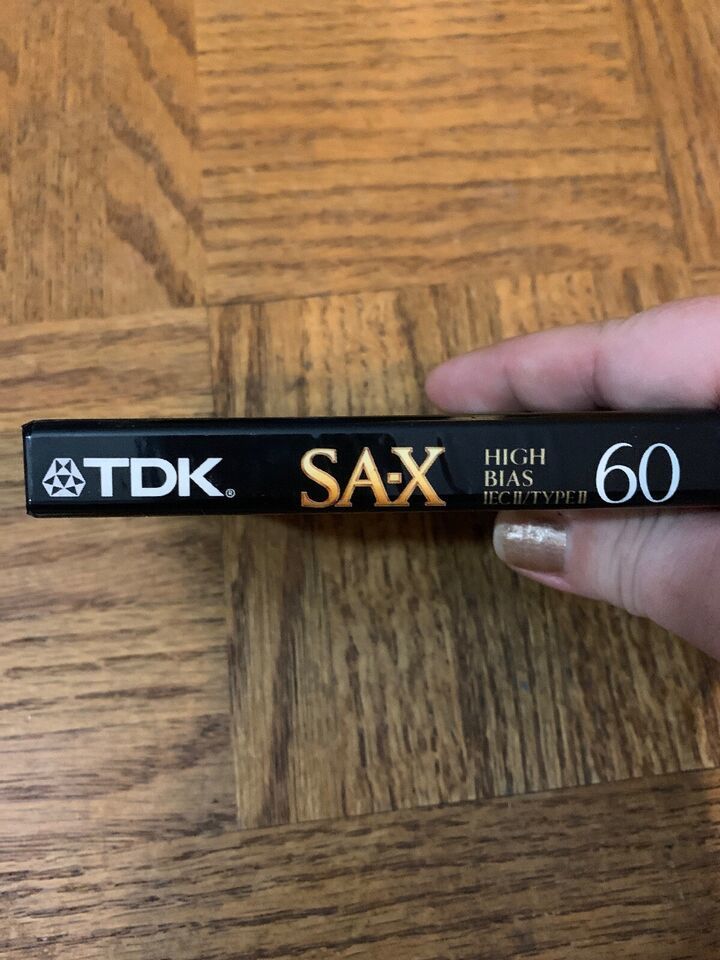 TDK®
SA-X
HIGH
BIAS
IEC II/TYPE II
60